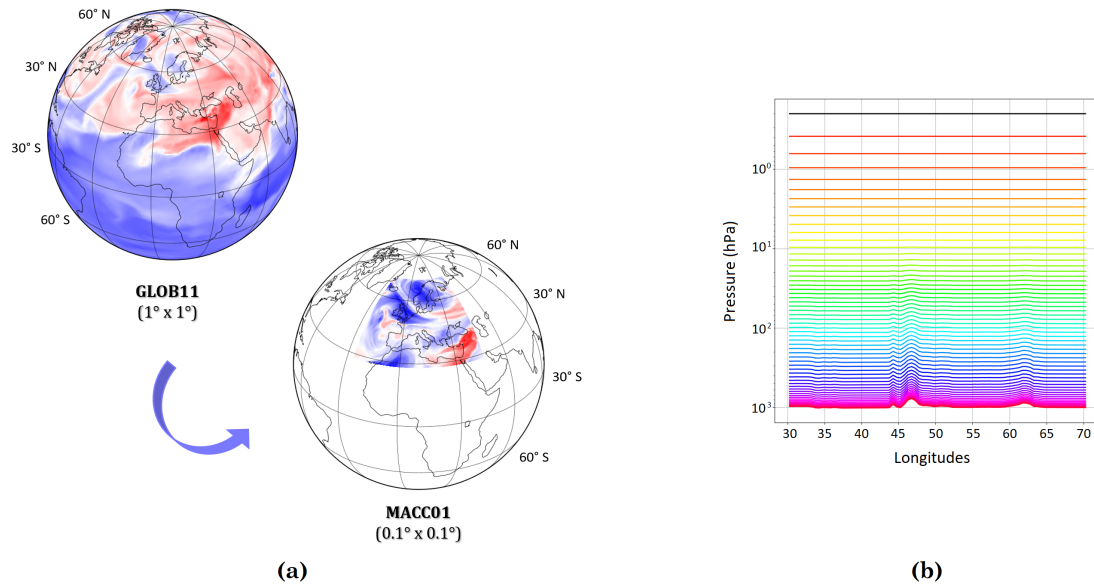 60° N
30° N
30° S
60° S
GLOB11
(1° x 1°)
60° N
30° N
30° S
60° S
MACC01
(0.1° x 0.1°)
(a)
Pressure (hPa)
10⁰
10¹
10²
10³
30 35 40 45 50 55 60 65 70
Longitudes
(b)